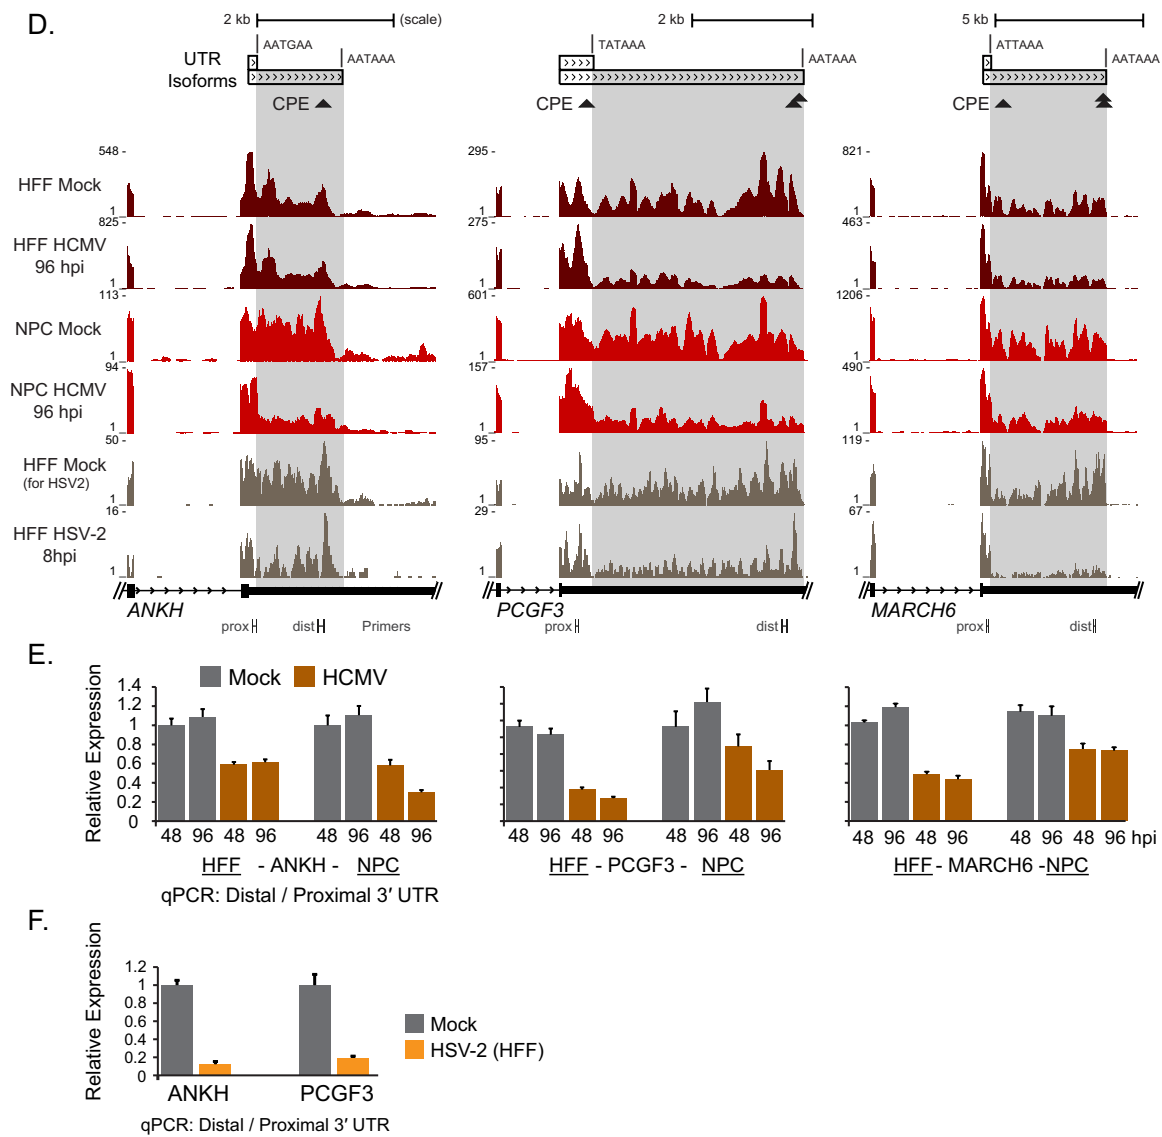 D.
2 kb (scale) 2 kb 5 kb
AATGAA TATAAA ATTAAA
UTR Isoforms AATAAA AATAAA AATAAA
CPE CPE CPE
548 - 295 - 821 -
HFF Mock
1 1 1
825 - 275 - 463 -
HFF HCMV
96 hpi
1 1 1
113 - 601 - 1206 -
NPC Mock
1 1 1
94 - 157 - 490 -
NPC HCMV
96 hpi
1 1 1
50 - 95 - 119 -
HFF Mock
(for HSV2)
1 1 1
16 - 29 - 67 -
HFF HSV-2
8hpi
1 1 1
ANKH PCGF3 MARCH6
prox dist Primers prox dist prox dist
E.
Mock HCMV
Relative Expression
1.4
1.2
1
0.8
0.6
0.4
0.2
0
48 96 48 96 48 96 48 96 48 96 48 96 48 96 48 96 48 96 48 96 48 96 48 96 hpi
HFF - ANKH - NPC HFF - PCGF3 - NPC HFF - MARCH6 - NPC
qPCR: Distal / Proximal 3′ UTR
F.
Relative Expression
1.2
1
0.8
0.6
0.4
0.2
0
Mock
HSV-2 (HFF)
ANKH PCGF3
qPCR: Distal / Proximal 3′ UTR